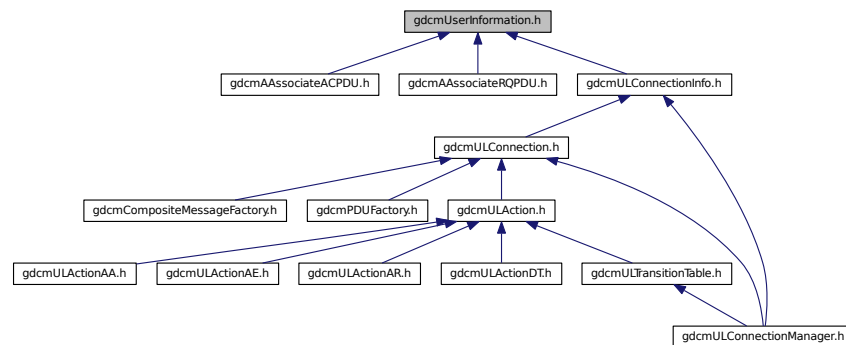 gdcmUserInformation.h
gdcmAAssociateACPDU.h
gdcmAAssociateRQPDU.h
gdcmULConnectionInfo.h
gdcmULConnection.h
gdcmCompositeMessageFactory.h
gdcmPDUFactory.h
gdcmULAction.h
gdcmULActionAA.h
gdcmULActionAE.h
gdcmULActionAR.h
gdcmULActionDT.h
gdcmULTransitionTable.h
gdcmULConnectionManager.h